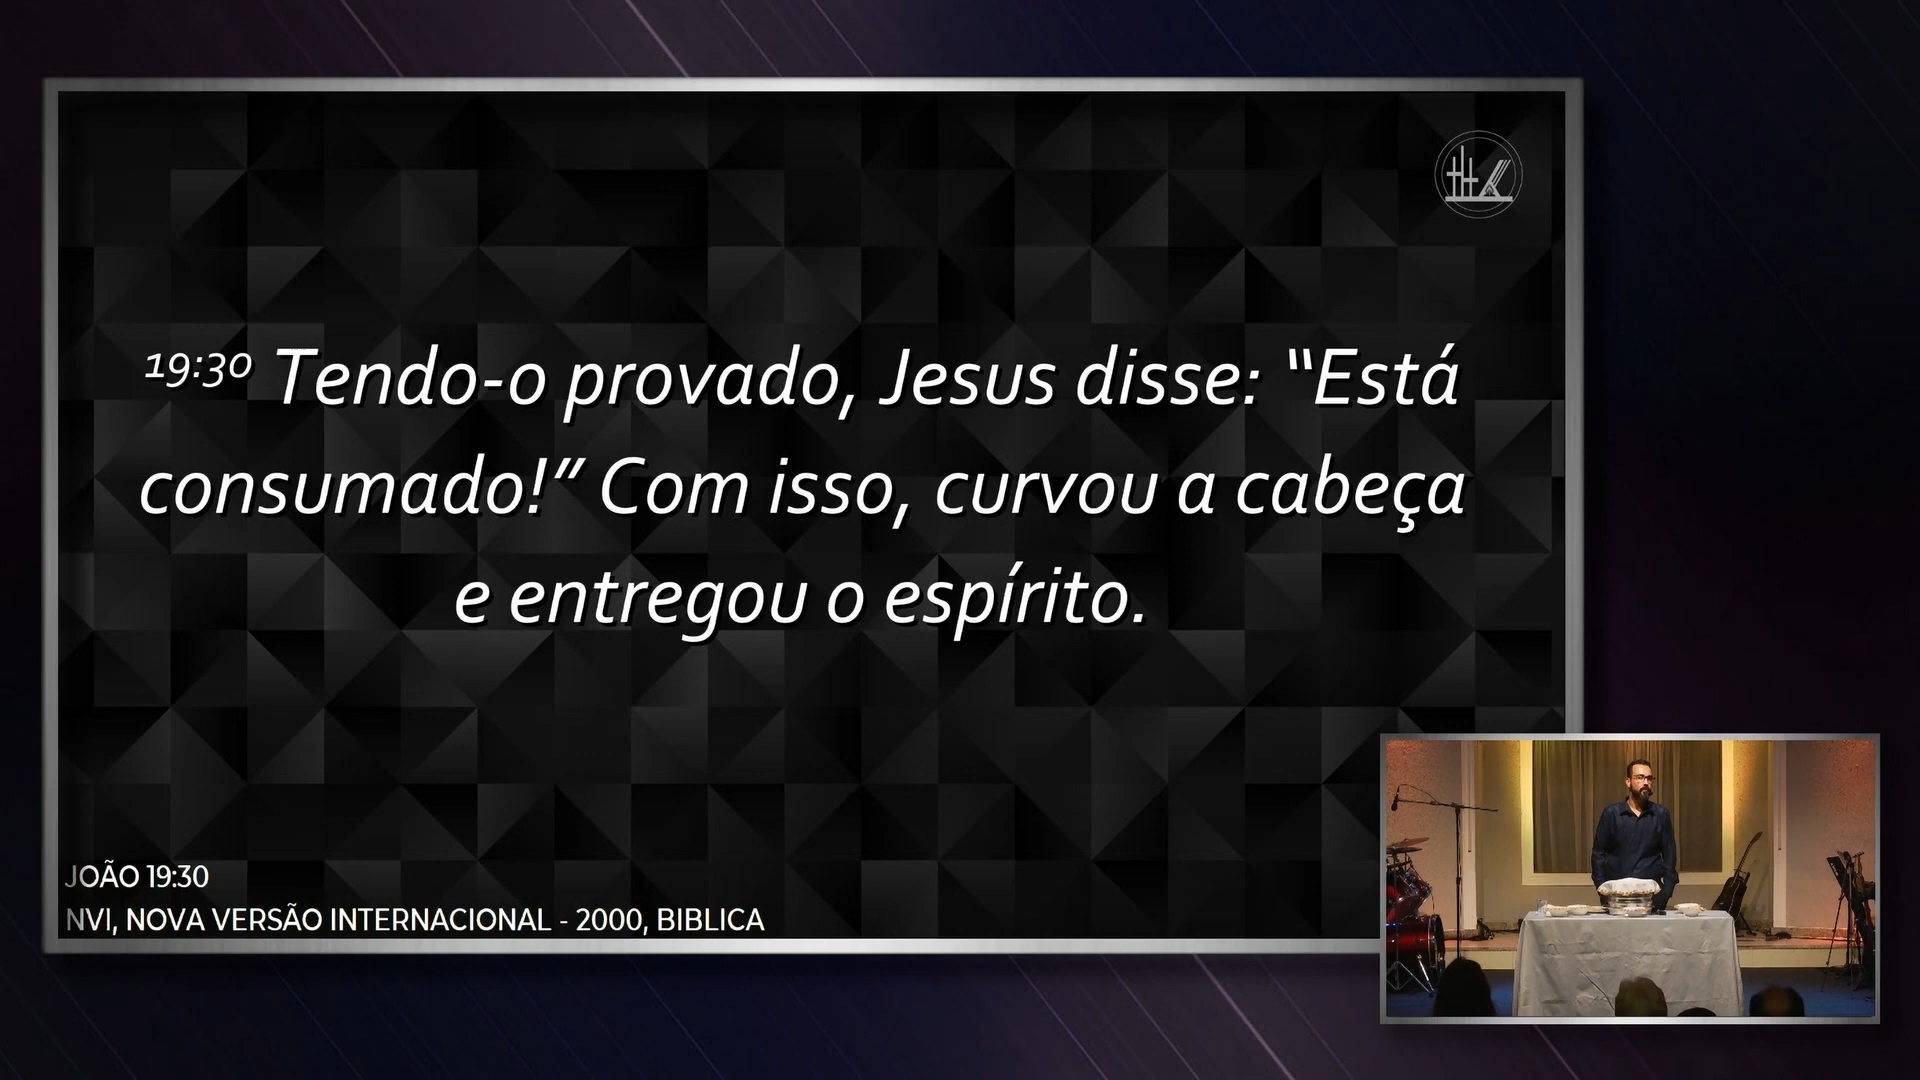 19:30 Tendo-o provado, Jesus disse: “Está
consumado!” Com isso, curvou a cabeça
e entregou o espírito.
JOÃO 19:30
NVI, NOVA VERSÃO INTERNACIONAL - 2000, BIBLICA